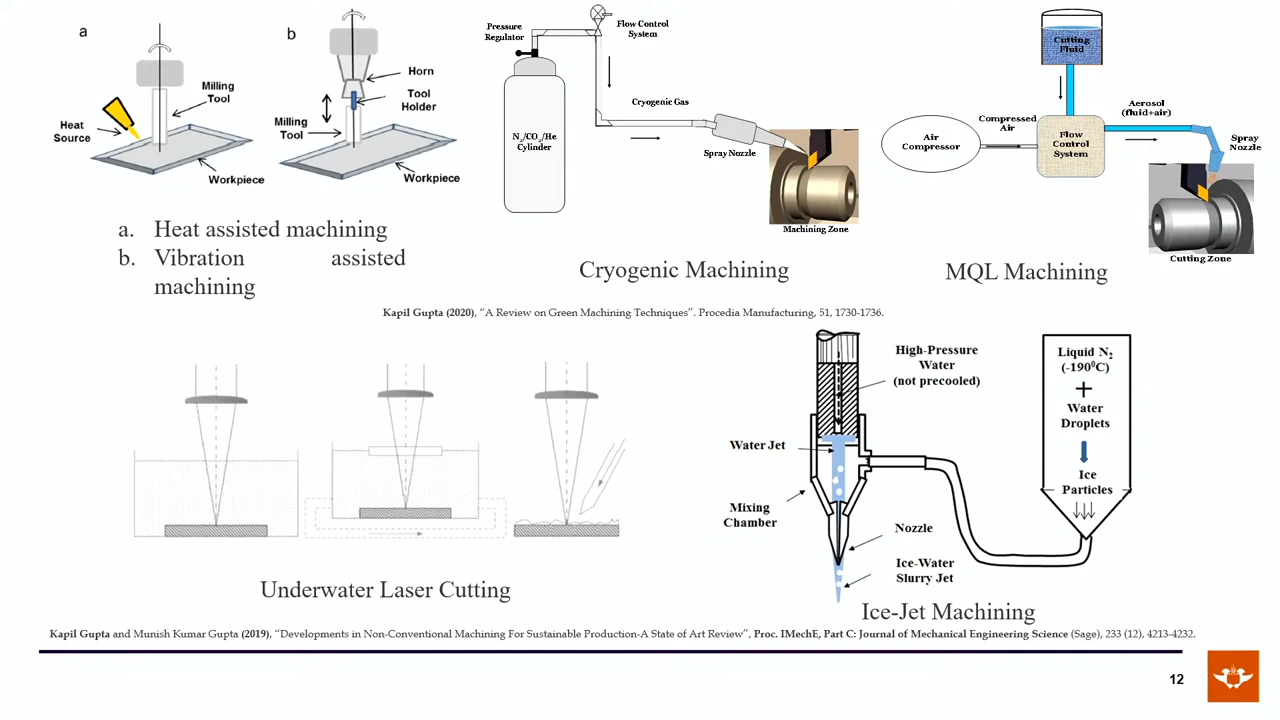 a
Heat
Source
Milling
Tool
Workpiece
b
Horn
Tool
Holder
Milling
Tool
Workpiece
a. Heat assisted machining
b. Vibration assisted
machining
Pressure
Regulator
Flow Control
System
Cryogenic Gas
N₂/CO₂/He
Cylinder
Spray Nozzle
Machining Zone
Cryogenic Machining
Cutting
Fluid
Air
Compressor
Compressed
Air
Flow
Control
System
Aerosol
(fluid+air)
Spray
Nozzle
Cutting Zone
MQL Machining
Kapil Gupta (2020), “A Review on Green Machining Techniques”. Procedia Manufacturing, 51, 1730-1736.
Underwater Laser Cutting
High-Pressure
Water
(not precooled)
Water Jet
Mixing
Chamber
Nozzle
Ice-Water
Slurry Jet
Liquid N₂
(-190⁰C)
+
Water
Droplets
Ice
Particles
Ice-Jet Machining
Kapil Gupta and Munish Kumar Gupta (2019), “Developments in Non-Conventional Machining For Sustainable Production-A State of Art Review”, Proc. IMechE, Part C: Journal of Mechanical Engineering Science (Sage), 233 (12), 4213-4232.
12